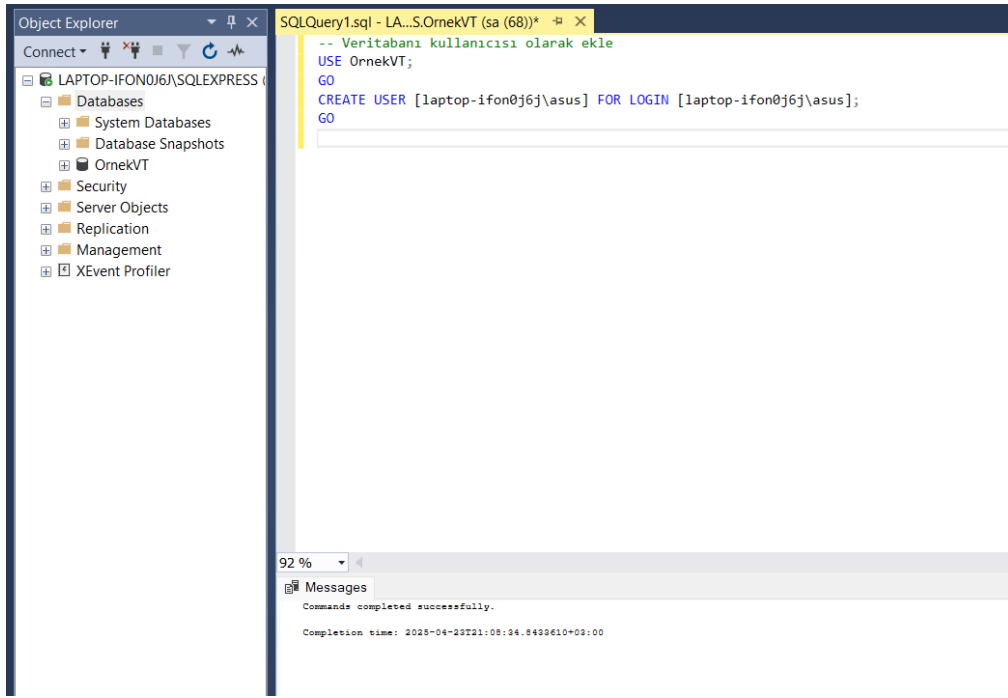 Object Explorer
Connect
LAPTOP-IFON0J6J\SQLEXPRESS (
Databases
System Databases
Database Snapshots
OrnekVT
Security
Server Objects
Replication
Management
XEvent Profiler
SQLQuery1.sql - LA...S.OrnekVT (sa (68))*
-- Veritabanı kullanıcısı olarak ekle
USE OrnekVT;
GO
CREATE USER [laptop-ifon0j6j\asus] FOR LOGIN [laptop-ifon0j6j\asus];
GO
92 %
Messages
Commands completed successfully.
Completion time: 2025-04-23T21:08:34.8433610+03:00